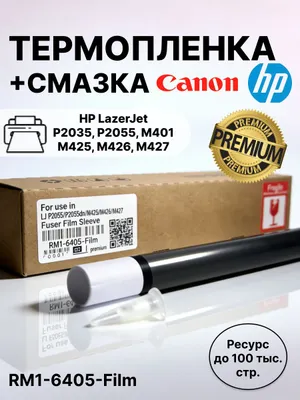 ТЕРМОПЛЕНКА
+СМАЗКА Canon hp
HP LazerJet
P2035, P2055, M401
M425, M426, M427
PREMIUM
PREMIUM
PREMIUM
For use in
LJ P2055/P2055dn/M425/M426/M427
Fuser Film Sleeve
RM1-6405-Film
premium
Fragile
Ресурс
до 100 тыс.
стр.
RM1-6405-Film